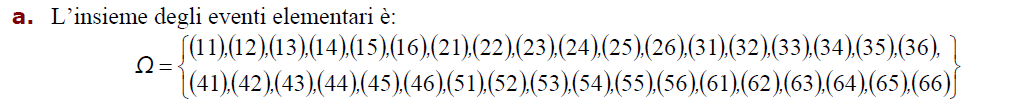 a. L'insieme degli eventi elementari è:
Ω = {(11),(12),(13),(14),(15),(16),(21),(22),(23),(24),(25),(26),(31),(32),(33),(34),(35),(36),
(41),(42),(43),(44),(45),(46),(51),(52),(53),(54),(55),(56),(61),(62),(63),(64),(65),(66)}